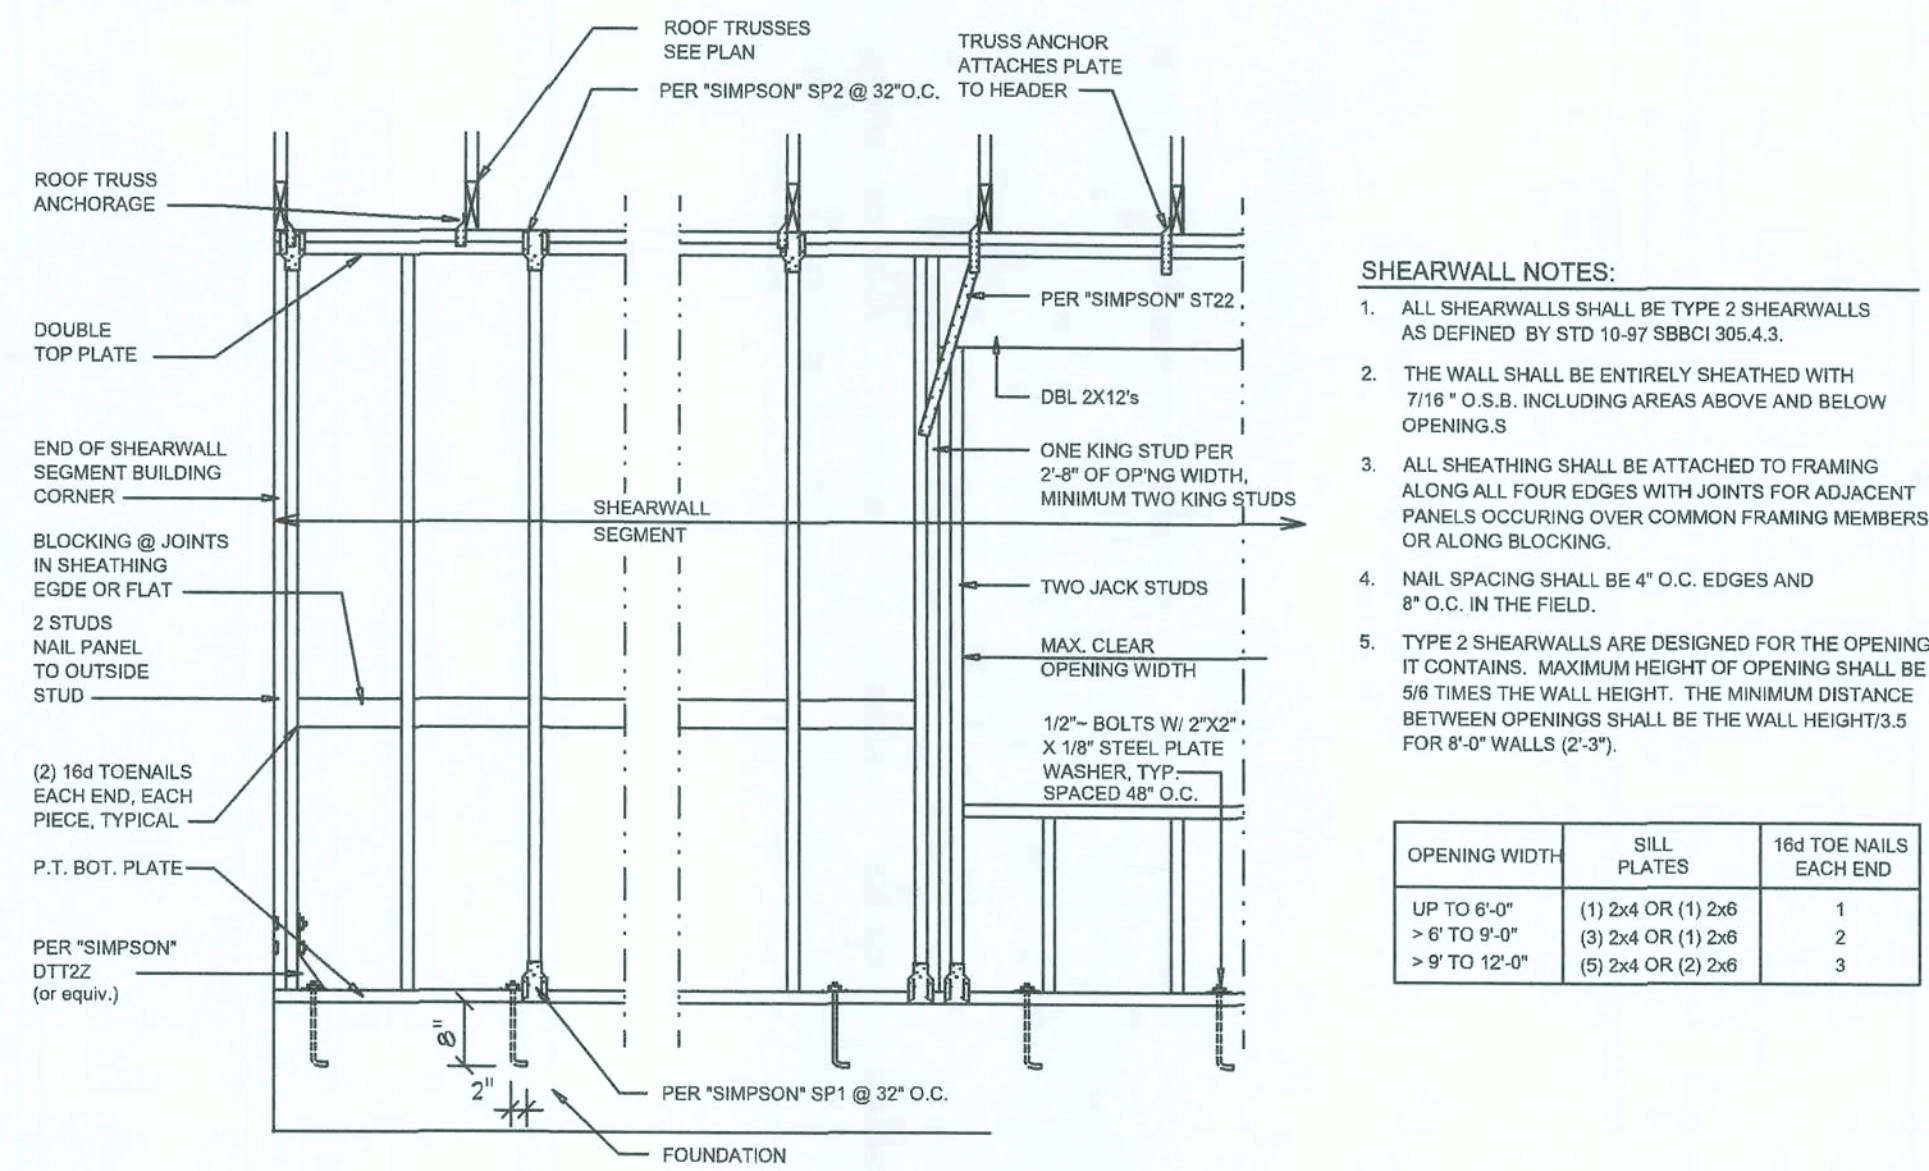 ROOF TRUSSES
SEE PLAN
PER "SIMPSON" SP2 @ 32"O.C.
TRUSS ANCHOR
ATTACHES PLATE
TO HEADER
ROOF TRUSS
ANCHORAGE
DOUBLE
TOP PLATE
END OF SHEARWALL
SEGMENT BUILDING
CORNER
BLOCKING @ JOINTS
IN SHEATHING
EGDE OR FLAT
2 STUDS
NAIL PANEL
TO OUTSIDE
STUD
(2) 16d TOENAILS
EACH END, EACH
PIECE, TYPICAL
P.T. BOT. PLATE
PER "SIMPSON"
DTT2Z
(or equiv.)
SHEARWALL
SEGMENT
PER "SIMPSON" ST22
DBL 2X12's
ONE KING STUD PER
2'-8" OF OP'NG WIDTH,
MINIMUM TWO KING STUDS
TWO JACK STUDS
MAX. CLEAR
OPENING WIDTH
1/2"~ BOLTS W/ 2"X2"
X 1/8" STEEL PLATE
WASHER, TYP.
SPACED 48" O.C.
8"
2"
PER "SIMPSON" SP1 @ 32" O.C.
FOUNDATION
SHEARWALL NOTES:
1. ALL SHEARWALLS SHALL BE TYPE 2 SHEARWALLS
AS DEFINED BY STD 10-97 SBBCI 305.4.3.
2. THE WALL SHALL BE ENTIRELY SHEATHED WITH
7/16 " O.S.B. INCLUDING AREAS ABOVE AND BELOW
OPENING.S
3. ALL SHEATHING SHALL BE ATTACHED TO FRAMING
ALONG ALL FOUR EDGES WITH JOINTS FOR ADJACENT
PANELS OCCURING OVER COMMON FRAMING MEMBERS
OR ALONG BLOCKING.
4. NAIL SPACING SHALL BE 4" O.C. EDGES AND
8" O.C. IN THE FIELD.
5. TYPE 2 SHEARWALLS ARE DESIGNED FOR THE OPENING
IT CONTAINS. MAXIMUM HEIGHT OF OPENING SHALL BE
5/6 TIMES THE WALL HEIGHT. THE MINIMUM DISTANCE
BETWEEN OPENINGS SHALL BE THE WALL HEIGHT/3.5
FOR 8'-0" WALLS (2'-3").
OPENING WIDTH
SILL
PLATES
16d TOE NAILS
EACH END
UP TO 6'-0" (1) 2x4 OR (1) 2x6 1
> 6' TO 9'-0" (3) 2x4 OR (1) 2x6 2
> 9' TO 12'-0" (5) 2x4 OR (2) 2x6 3